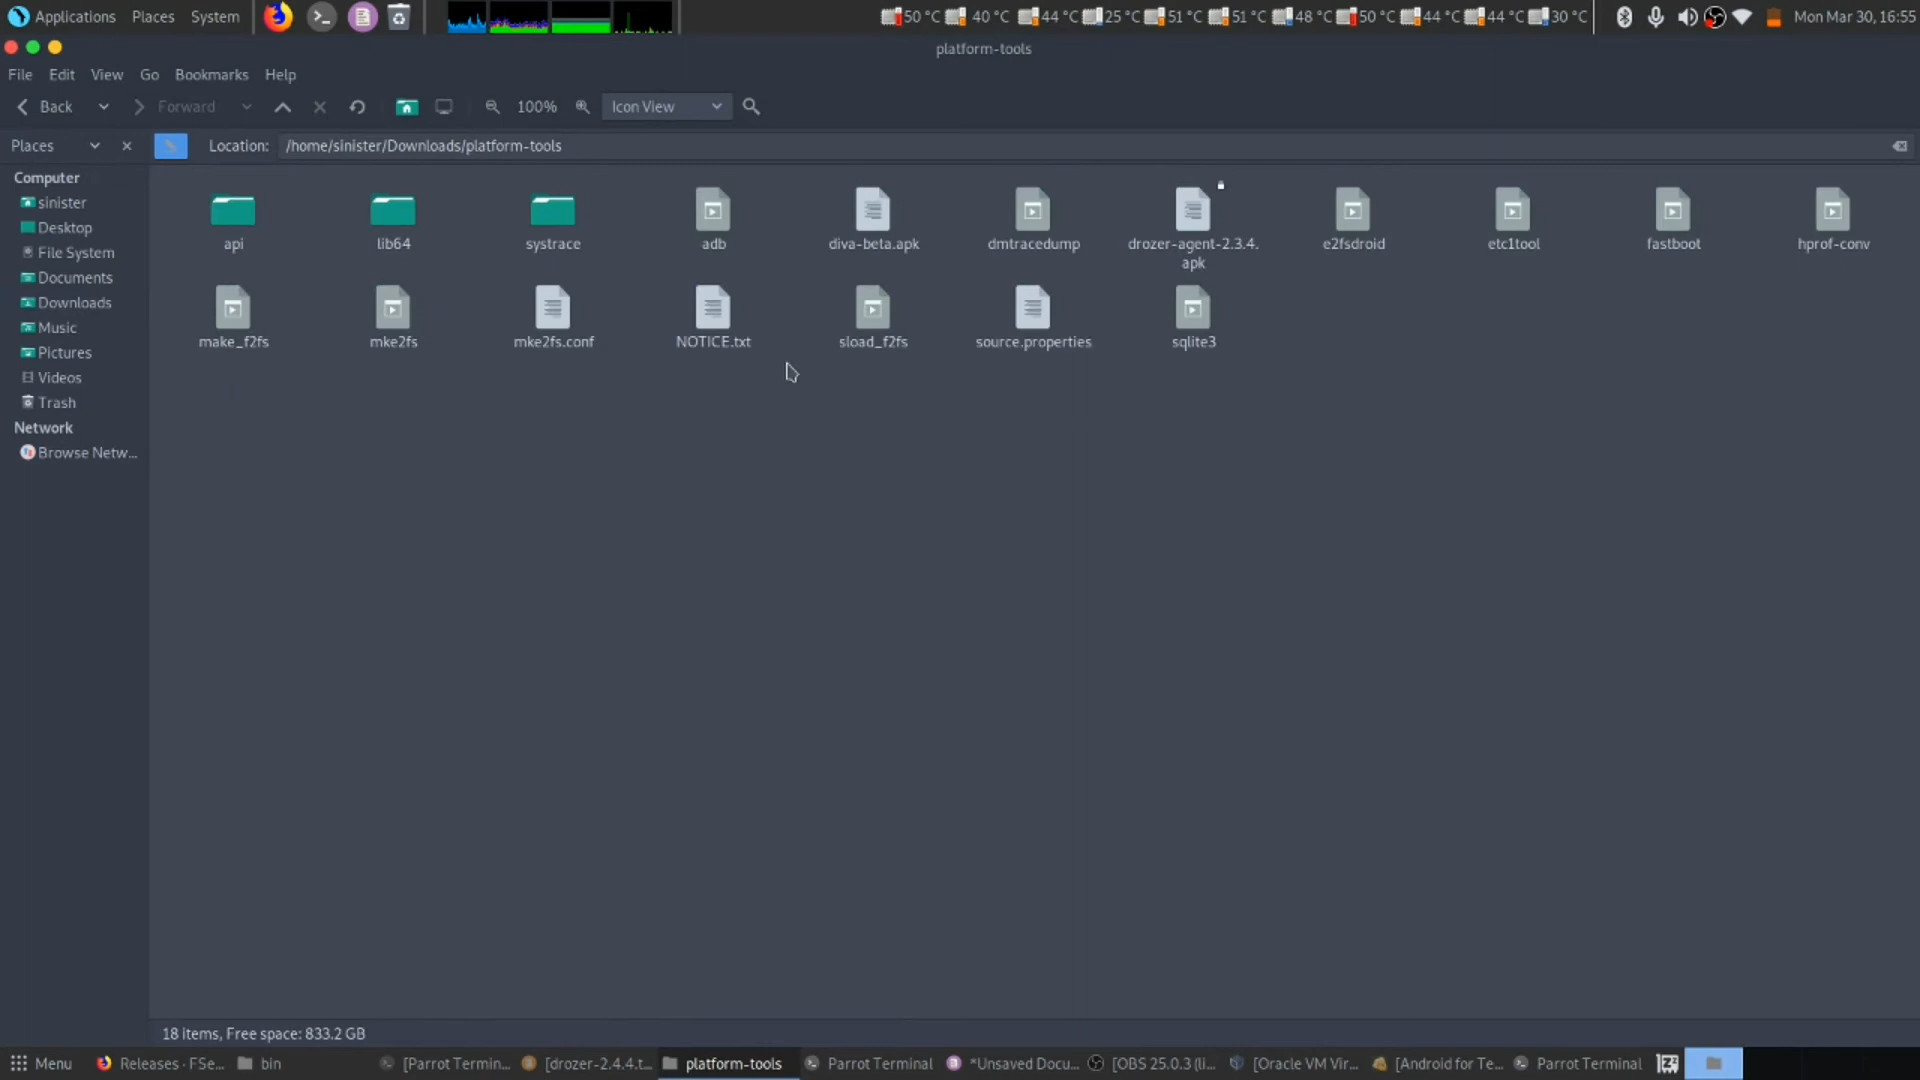 Applications Places System 50 °C 40 °C 44 °C 25 °C 51 °C 51 °C 48 °C 50 °C 44 °C 44 °C 30 °C Mon Mar 30, 16:55
platform-tools
File Edit View Go Bookmarks Help
Back Forward 100% Icon View
Places Location: /home/sinister/Downloads/platform-tools
Computer
sinister
Desktop
File System
Documents
Downloads
Music
Pictures
Videos
Trash
Network
Browse Netw...
api lib64 systrace adb diva-beta.apk dmtracedump drozer-agent-2.3.4. e2fsdroid etc1tool fastboot hprof-conv
apk
make_f2fs mke2fs mke2fs.conf NOTICE.txt sload_f2fs source.properties sqlite3
18 items, Free space: 833.2 GB
Menu Releases · FSe... bin [Parrot Termin... [drozer-2.4.4.t... platform-tools Parrot Terminal *Unsaved Docu... [OBS 25.0.3 (li... [Oracle VM Vir... [Android for Te... Parrot Terminal